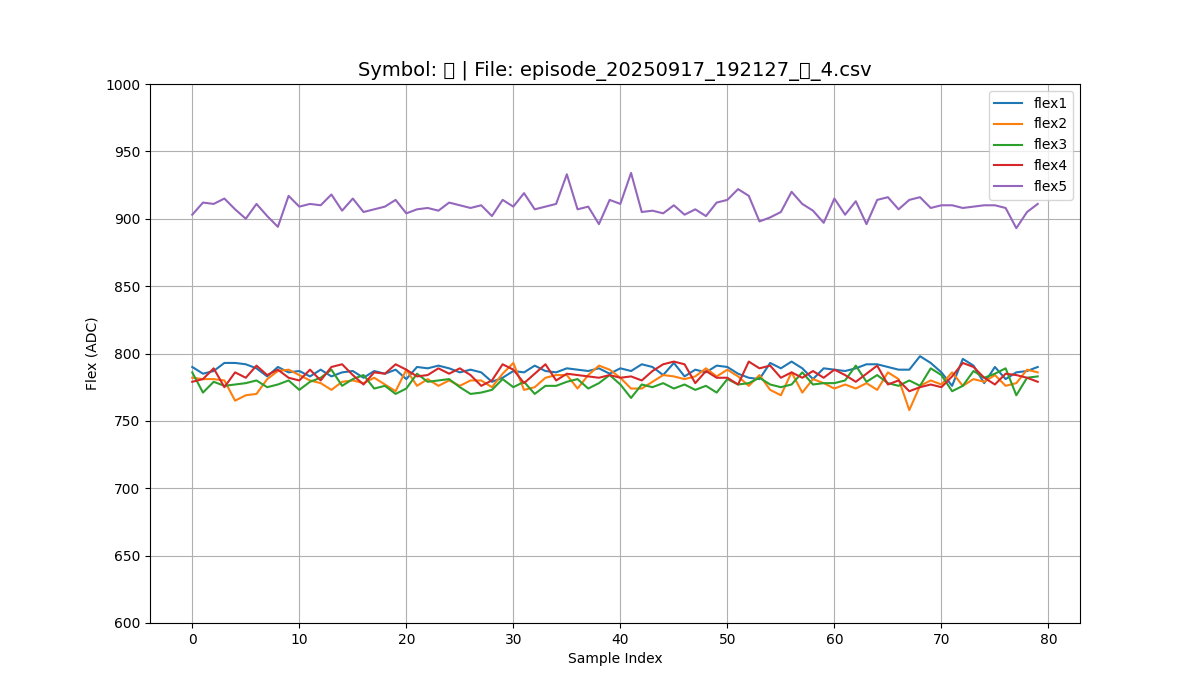 Symbol: ▯ | File: episode_20250917_192127_▯_4.csv
1000
950
900
850
800
750
700
650
600
Flex (ADC)
flex1
flex2
flex3
flex4
flex5
0 10 20 30 40 50 60 70 80
Sample Index